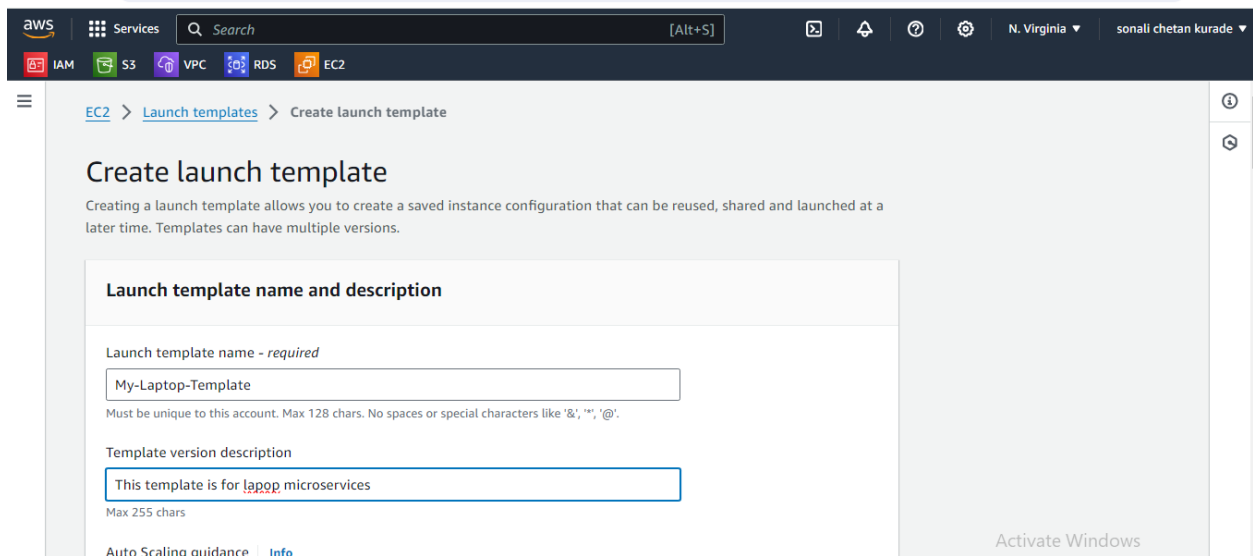 aws Services Search [Alt+S] N. Virginia ▼ sonali chetan kurade ▼
IAM S3 VPC RDS EC2
EC2 > Launch templates > Create launch template
Create launch template
Creating a launch template allows you to create a saved instance configuration that can be reused, shared and launched at a
later time. Templates can have multiple versions.
Launch template name and description
Launch template name - required
My-Laptop-Template
Must be unique to this account. Max 128 chars. No spaces or special characters like '&', '*', '@'.
Template version description
This template is for lapop microservices
Max 255 chars
Auto Scaling guidance Info
Activate Windows